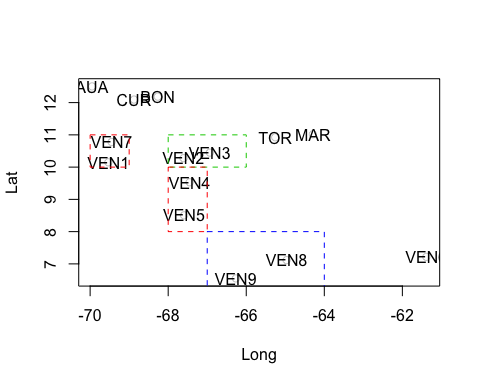 AUA
CUR
BON
TOR
MAR
VEN7
VEN1
VEN2
VEN3
VEN4
VEN5
VEN8
VEN9
VEN
Lat
7
8
9
10
11
12
-70
-68
-66
-64
-62
Long